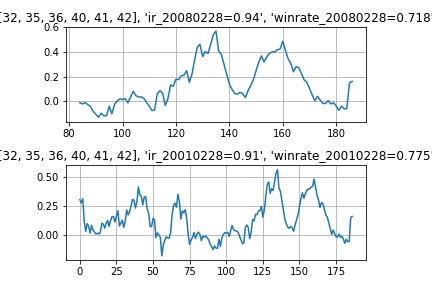 [32, 35, 36, 40, 41, 42], 'ir_20080228=0.94', 'winrate_20080228=0.718'
0.6
0.4
0.2
0.0
80 100 120 140 160 180
[32, 35, 36, 40, 41, 42], 'ir_20010228=0.91', 'winrate_20010228=0.775'
0.50
0.25
0.00
0 25 50 75 100 125 150 175